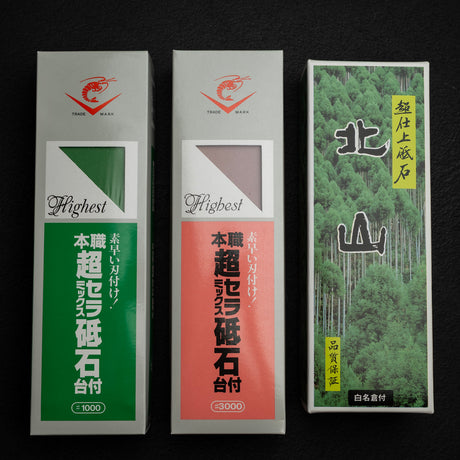 TRADE MARK
Highest
素早い刃付け!
本職
超セラミックス砥石
台付
=1000
TRADE MARK
Highest
素早い刃付け!
本職
超セラミックス砥石
台付
=3000
超仕上砥石
北山
品質保証
白名倉付